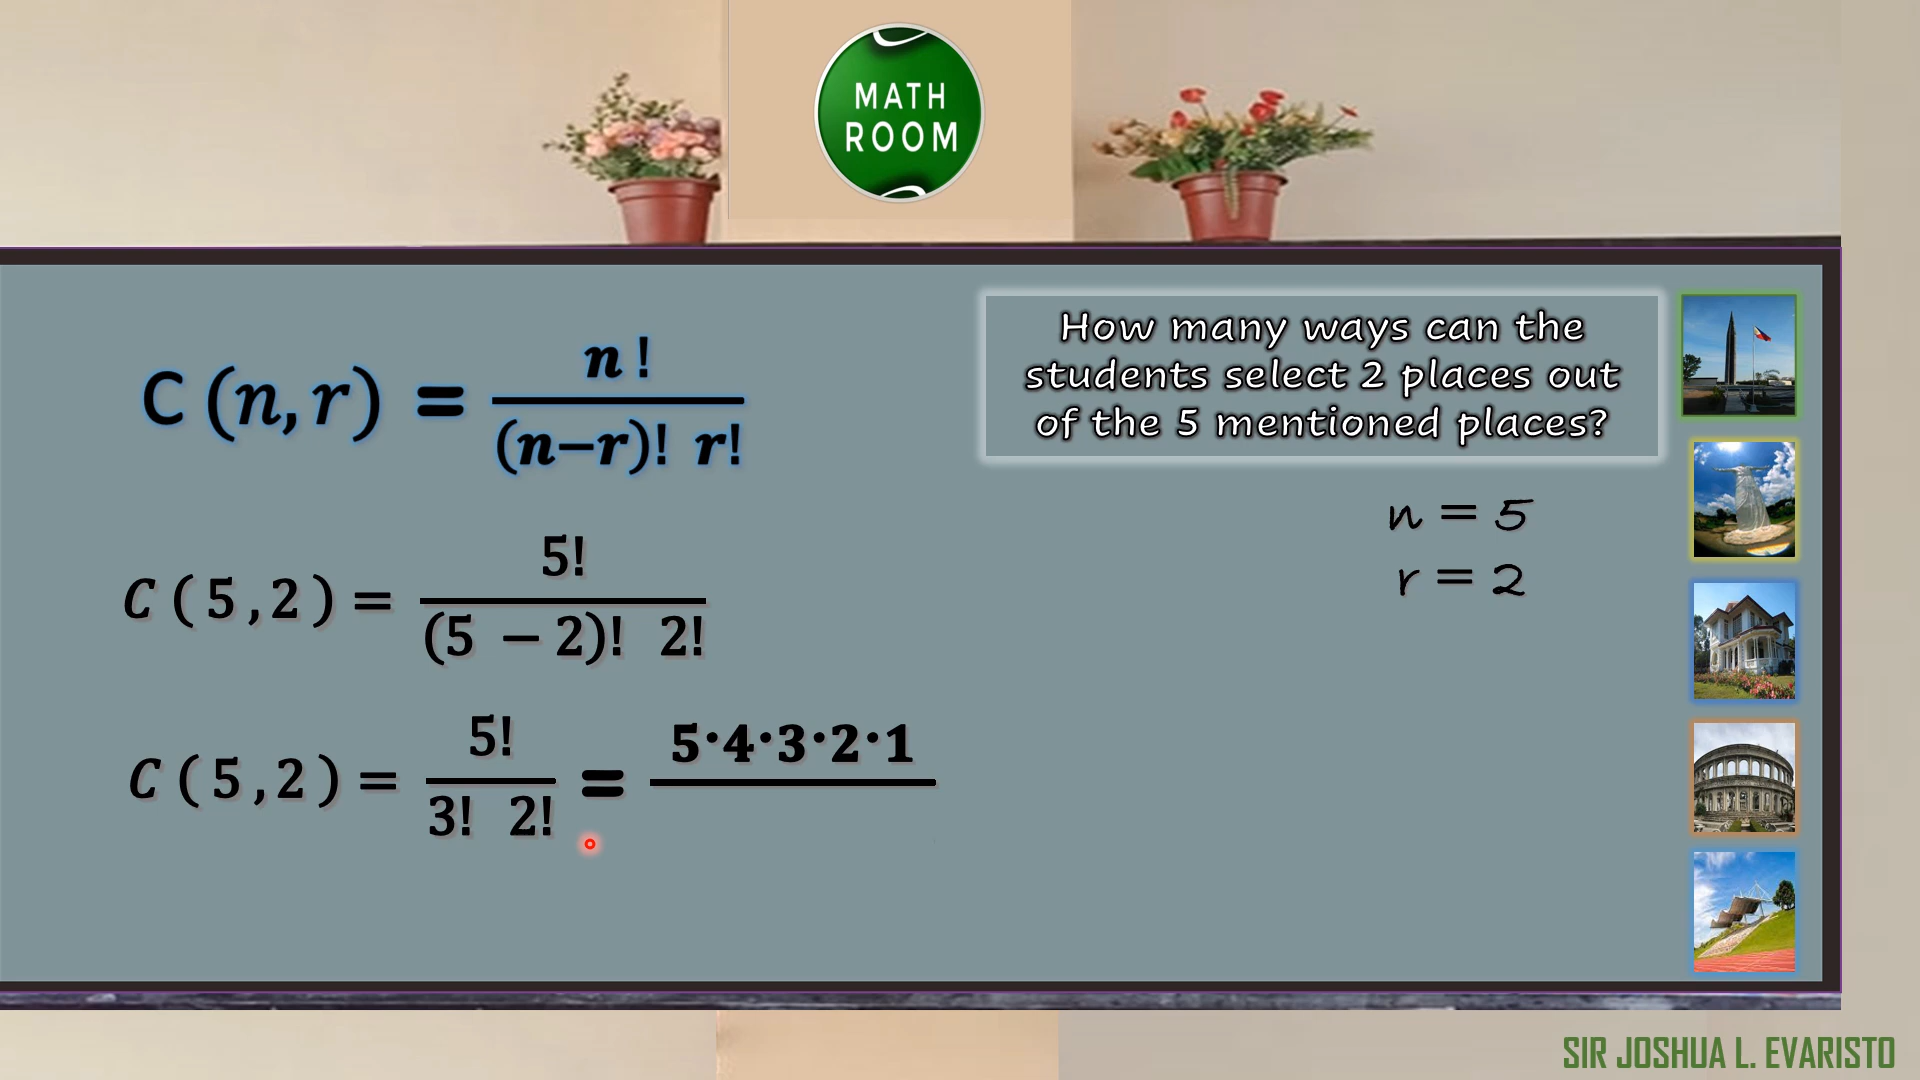 MATH
ROOM
How many ways can the
students select 2 places out
of the 5 mentioned places?
C (n, r) = n ! / (n−r)! r!
n = 5
r = 2
C ( 5 , 2 ) = 5! / (5 − 2)! 2!
C ( 5 , 2 ) = 5! / 3! 2! = 5·4·3·2·1
SIR JOSHUA L. EVARISTO